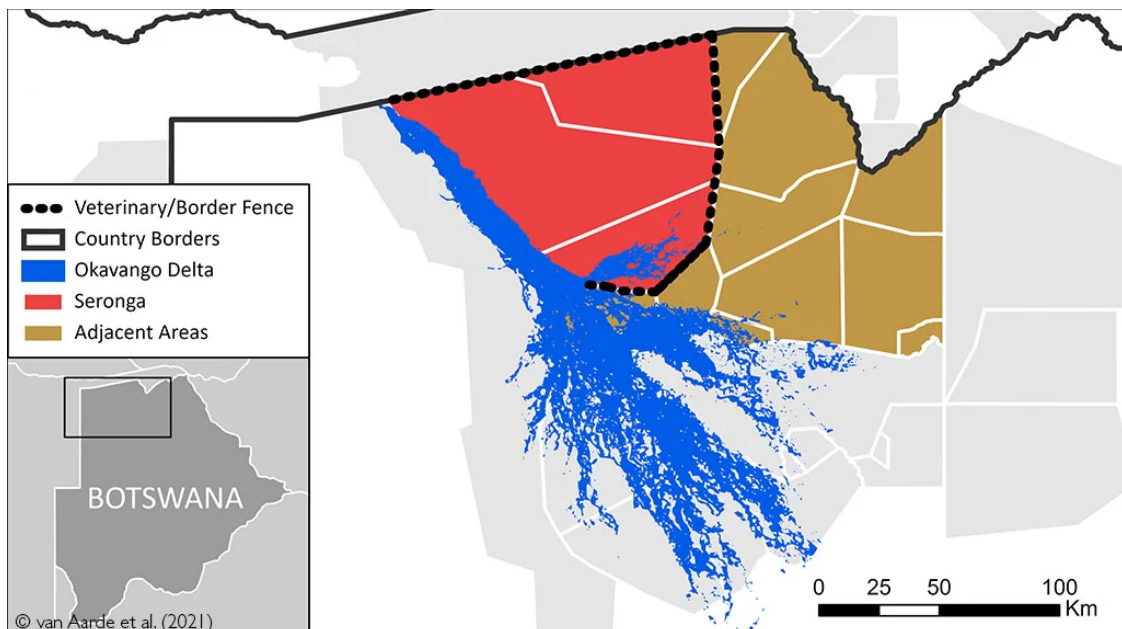 Veterinary/Border Fence
Country Borders
Okavango Delta
Seronga
Adjacent Areas
BOTSWANA
© van Aarde et al. (2021)
0 25 50 100
Km